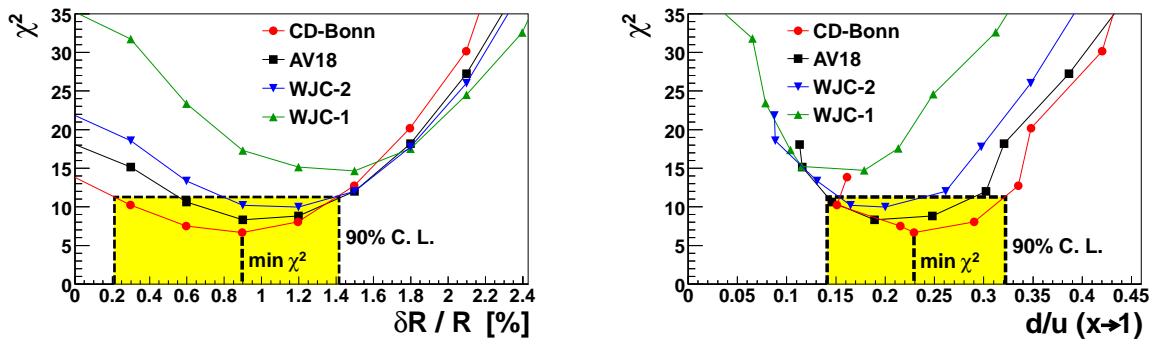 χ²
35
30
25
20
15
10
5
0
CD-Bonn
AV18
WJC-2
WJC-1
90% C. L.
min χ²
0 0.2 0.4 0.6 0.8 1 1.2 1.4 1.6 1.8 2 2.2 2.4
δR / R [%]
χ²
35
30
25
20
15
10
5
0
CD-Bonn
AV18
WJC-2
WJC-1
90% C. L.
min χ²
0 0.05 0.1 0.15 0.2 0.25 0.3 0.35 0.4 0.45
d/u (x→1)